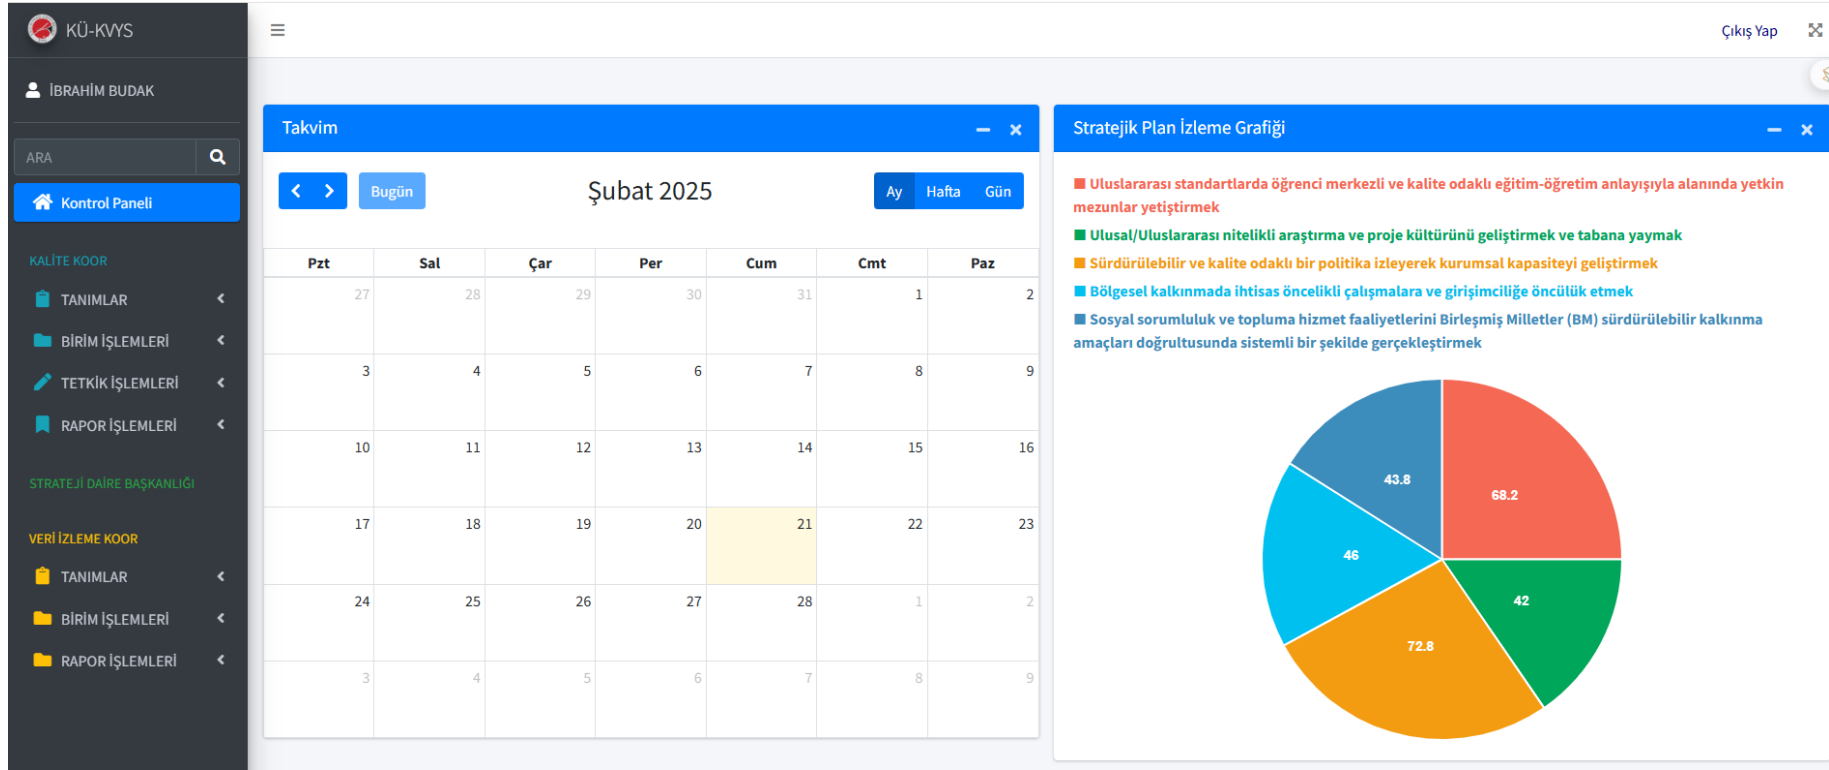 KÜ-KVYS
Çıkış Yap
İBRAHİM BUDAK
ARA
Kontrol Paneli
KALİTE KOOR
TANIMLAR
BİRİM İŞLEMLERİ
TETKİK İŞLEMLERİ
RAPOR İŞLEMLERİ
STRATEJİ DAİRE BAŞKANLIĞI
VERİ İZLEME KOOR
TANIMLAR
BİRİM İŞLEMLERİ
RAPOR İŞLEMLERİ
Takvim
Bugün
Şubat 2025
Ay Hafta Gün
Pzt Sal Çar Per Cum Cmt Paz
27 28 29 30 31 1 2
3 4 5 6 7 8 9
10 11 12 13 14 15 16
17 18 19 20 21 22 23
24 25 26 27 28 1 2
3 4 5 6 7 8 9
Stratejik Plan İzleme Grafiği
Uluslararası standartlarda öğrenci merkezli ve kalite odaklı eğitim-öğretim anlayışıyla alanında yetkin
mezunlar yetiştirmek
Ulusal/Uluslararası nitelikli araştırma ve proje kültürünü geliştirmek ve tabana yaymak
Sürdürülebilir ve kalite odaklı bir politika izleyerek kurumsal kapasiteyi geliştirmek
Bölgesel kalkınmada ihtisas öncelikli çalışmalara ve girişimciliğe öncülük etmek
Sosyal sorumluluk ve topluma hizmet faaliyetlerini Birleşmiş Milletler (BM) sürdürülebilir kalkınma
amaçları doğrultusunda sistemli bir şekilde gerçekleştirmek
43.8
68.2
46
42
72.8